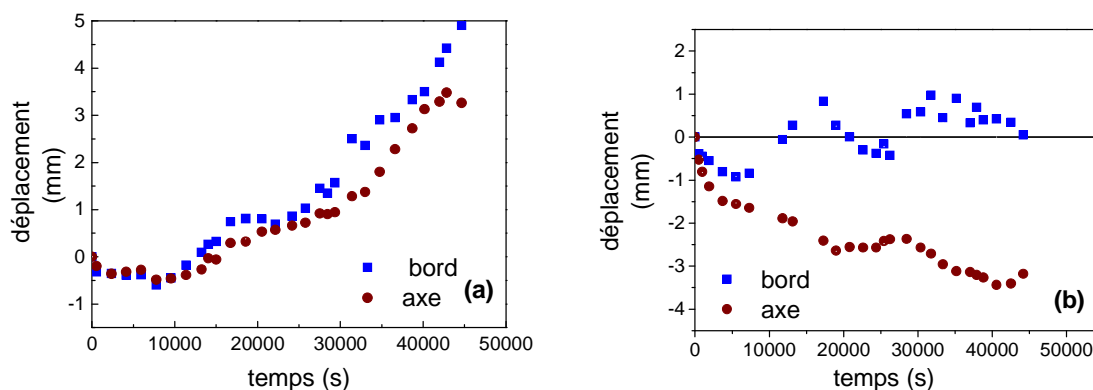 5
4
3
2
1
0
-1
déplacement
(mm)
bord
axe
(a)
0 10000 20000 30000 40000 50000
temps (s)
2
1
0
-1
-2
-3
-4
déplacement
(mm)
bord
axe
(b)
0 10000 20000 30000 40000 50000
temps (s)